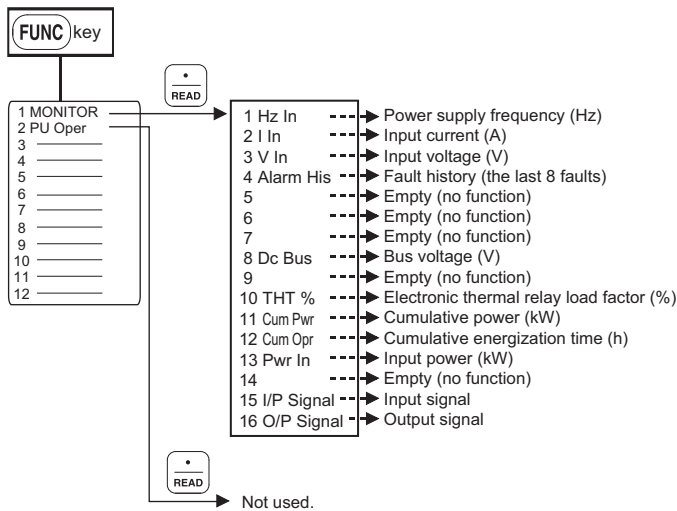 FUNC key
READ
1 MONITOR
2 PU Oper
3
4
5
6
7
8
9
10
11
12
1 Hz In Power supply frequency (Hz)
2 I In Input current (A)
3 V In Input voltage (V)
4 Alarm His Fault history (the last 8 faults)
5 Empty (no function)
6 Empty (no function)
7 Empty (no function)
8 Dc Bus Bus voltage (V)
9 Empty (no function)
10 THT % Electronic thermal relay load factor (%)
11 Cum Pwr Cumulative power (kW)
12 Cum Opr Cumulative energization time (h)
13 Pwr In Input power (kW)
14 Empty (no function)
15 I/P Signal Input signal
16 O/P Signal Output signal
READ
Not used.